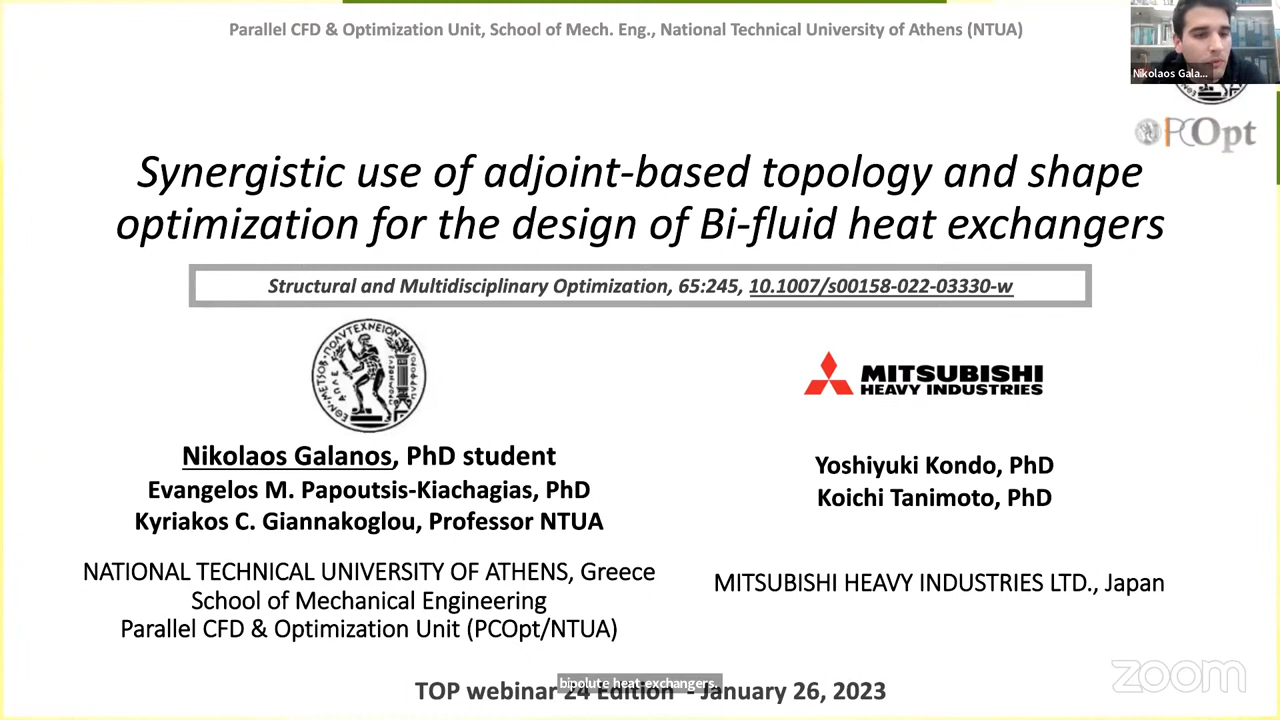 Parallel CFD & Optimization Unit, School of Mech. Eng., National Technical University of Athens (NTUA)
Nikolaos Gala...
PCOpt
Synergistic use of adjoint-based topology and shape
optimization for the design of Bi-fluid heat exchangers
Structural and Multidisciplinary Optimization, 65:245, 10.1007/s00158-022-03330-w
MITSUBISHI
HEAVY INDUSTRIES
Nikolaos Galanos, PhD student
Evangelos M. Papoutsis-Kiachagias, PhD
Kyriakos C. Giannakoglou, Professor NTUA
Yoshiyuki Kondo, PhD
Koichi Tanimoto, PhD
NATIONAL TECHNICAL UNIVERSITY OF ATHENS, Greece
School of Mechanical Engineering
Parallel CFD & Optimization Unit (PCOpt/NTUA)
MITSUBISHI HEAVY INDUSTRIES LTD., Japan
bipolute heat exchangers.
TOP webinar 24 Edition - January 26, 2023
zoom